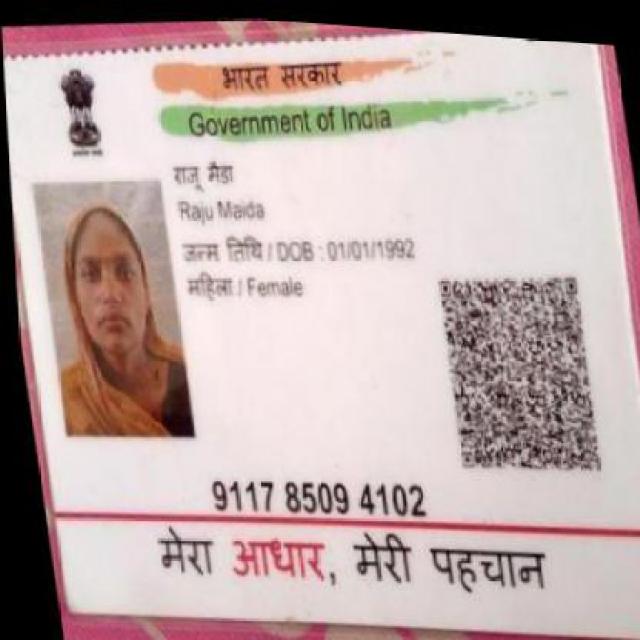 भारत सरकार
Government of India
राजू मैडा
Raju Maida
जन्म तिथि / DOB : 01/01/1992
महिला / Female
9117 8509 4102
मेरा आधार, मेरी पहचान